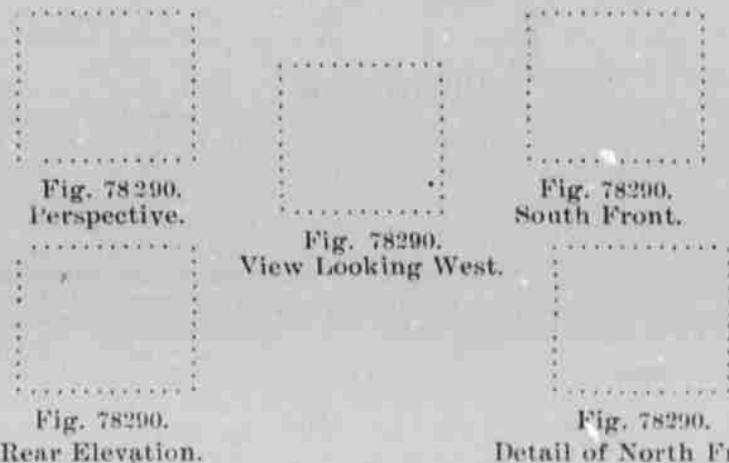 Fig. 78290.
Perspective.
Fig. 78290.
View Looking West.
Fig. 78290.
South Front.
Fig. 78290.
Rear Elevation.
Fig. 78290.
Detail of North